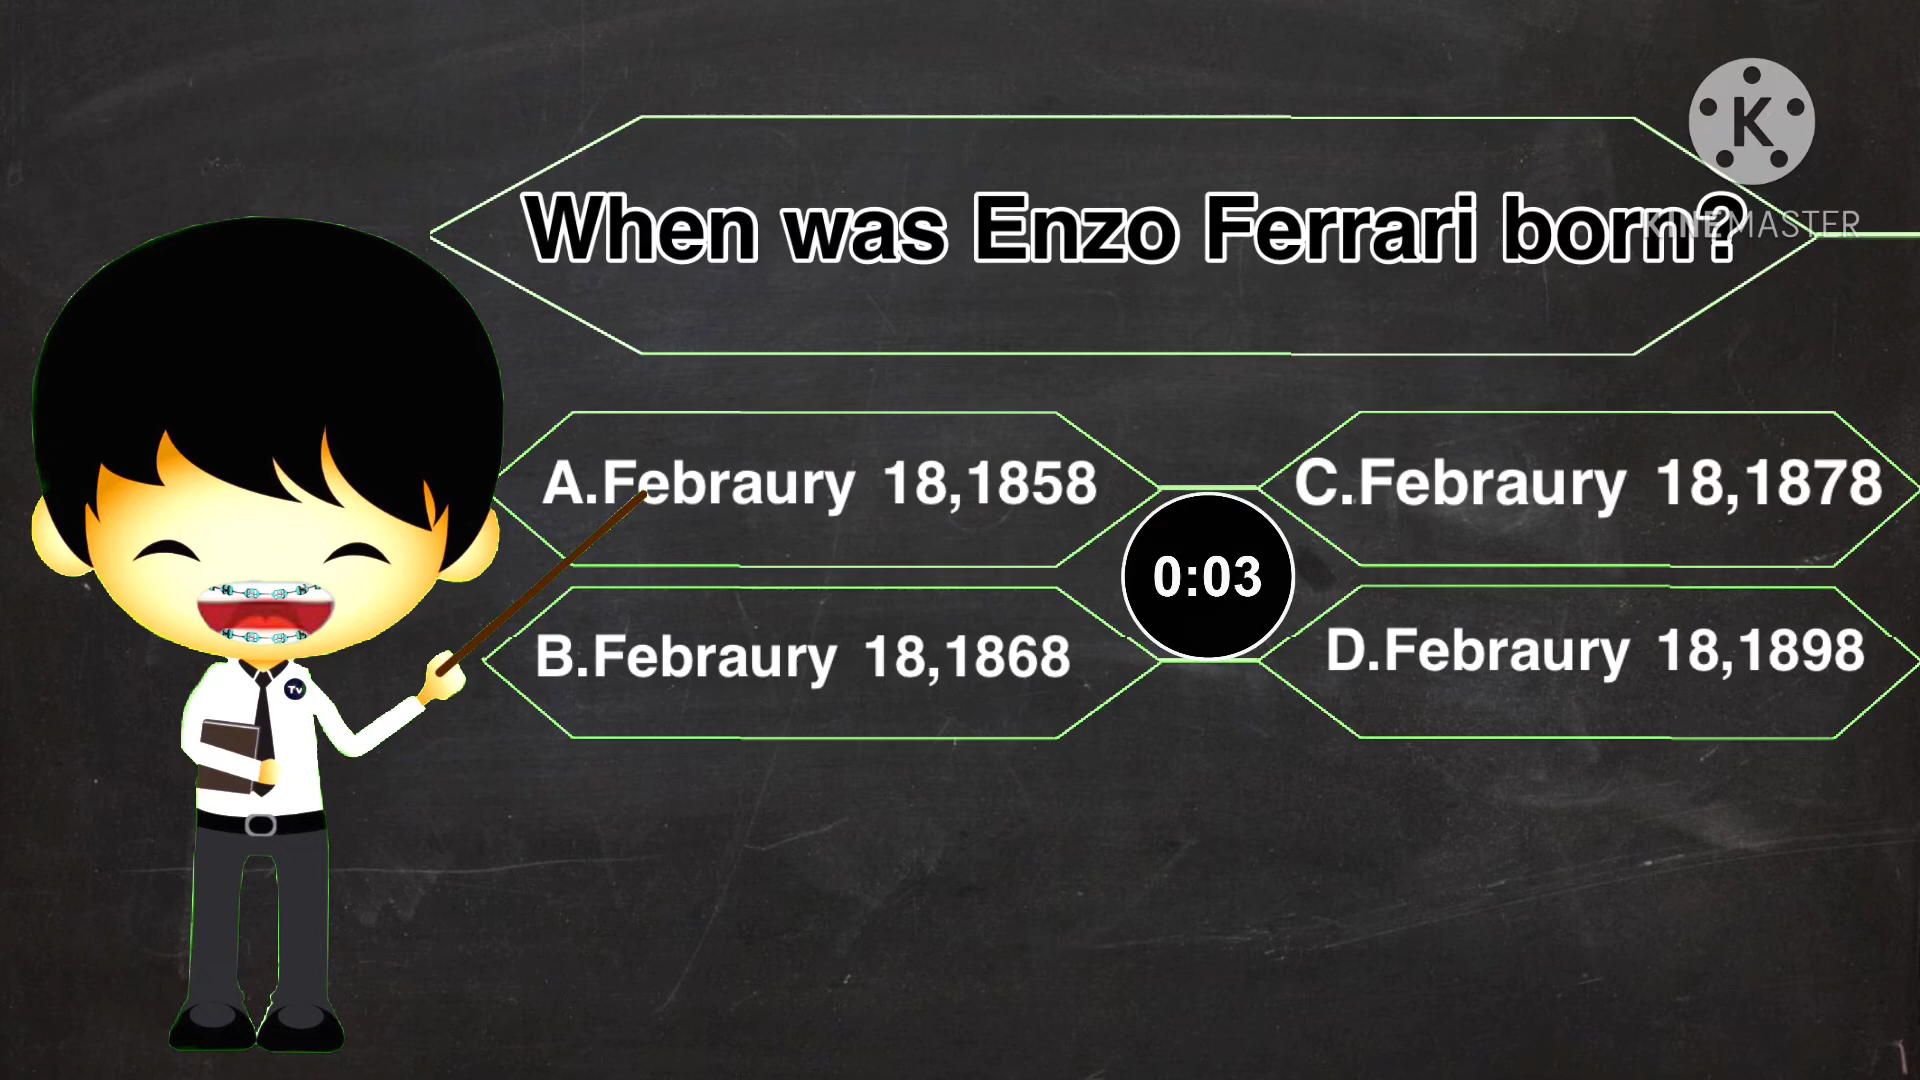 K
KINEMASTER
When was Enzo Ferrari born?
A.Febraury 18,1858
C.Febraury 18,1878
0:03
B.Febraury 18,1868
D.Febraury 18,1898
Tv